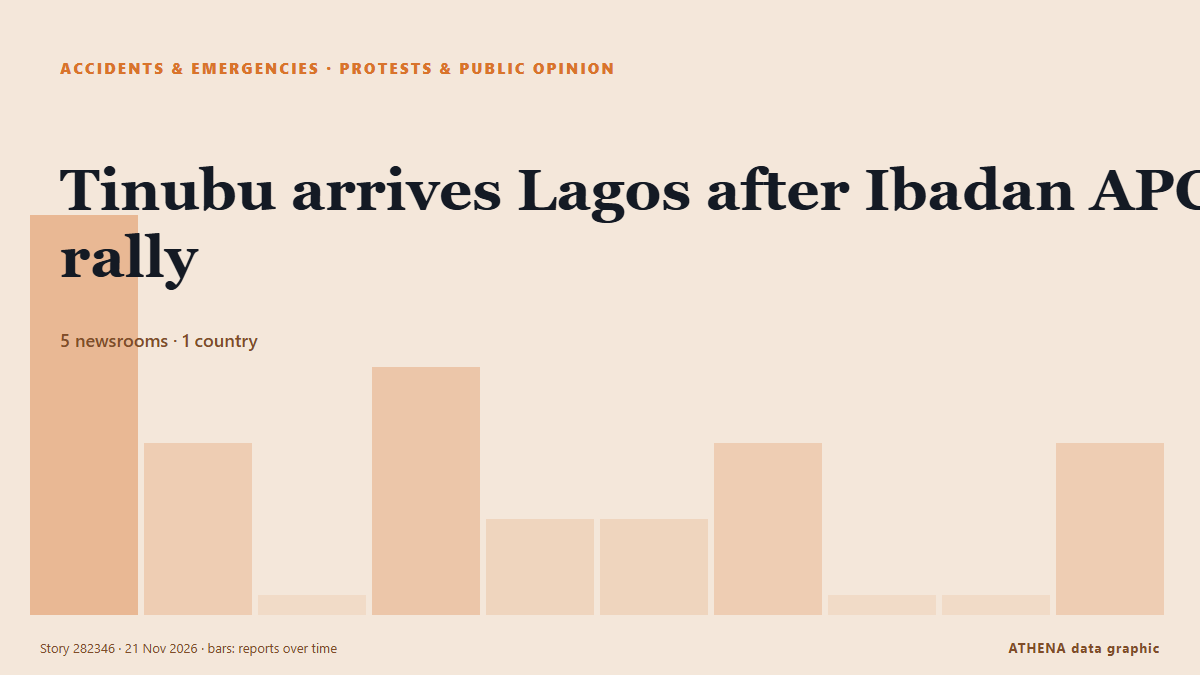 ACCIDENTS & EMERGENCIES · PROTESTS & PUBLIC OPINION
Tinubu arrives Lagos after Ibadan APC
rally
5 newsrooms · 1 country
Story 282346 · 21 Nov 2026 · bars: reports over time
ATHENA data graphic